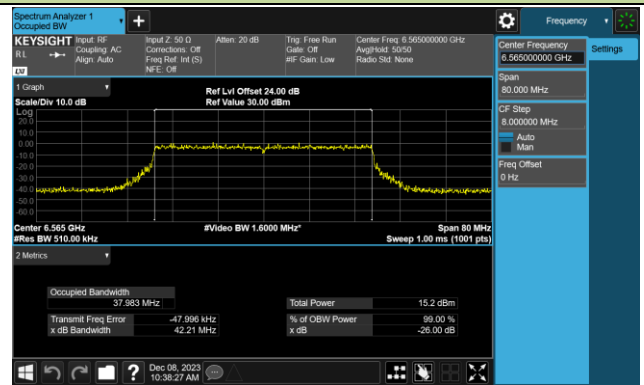 Spectrum Analyzer 1
Occupied BW
Frequency
KEYSIGHT
RL
Input: RF
Coupling: AC
Align: Auto
Input Z: 50 Ω
Corrections: Off
Freq Ref: Int (S)
NFE: Off
Atten: 20 dB
Trig: Free Run
Gate: Off
#IF Gain: Low
Center Freq: 6.565000000 GHz
Avg|Hold: 50/50
Radio Std: None
LXI
Center Frequency
6.565000000 GHz
Settings
Span
80.000 MHz
CF Step
8.000000 MHz
Auto
Man
Freq Offset
0 Hz
1 Graph
Scale/Div 10.0 dB
Ref Lvl Offset 24.00 dB
Ref Value 30.00 dBm
Log
20.0
10.0
0.00
-10.0
-20.0
-30.0
-40.0
-50.0
-60.0
Center 6.565 GHz
#Res BW 510.00 kHz
#Video BW 1.6000 MHz*
Span 80 MHz
Sweep 1.00 ms (1001 pts)
2 Metrics
Occupied Bandwidth
37.983 MHz
Total Power 15.2 dBm
Transmit Freq Error -47.996 kHz
% of OBW Power 99.00 %
x dB Bandwidth 42.21 MHz
x dB -26.00 dB
?
Dec 08, 2023
10:38:27 AM